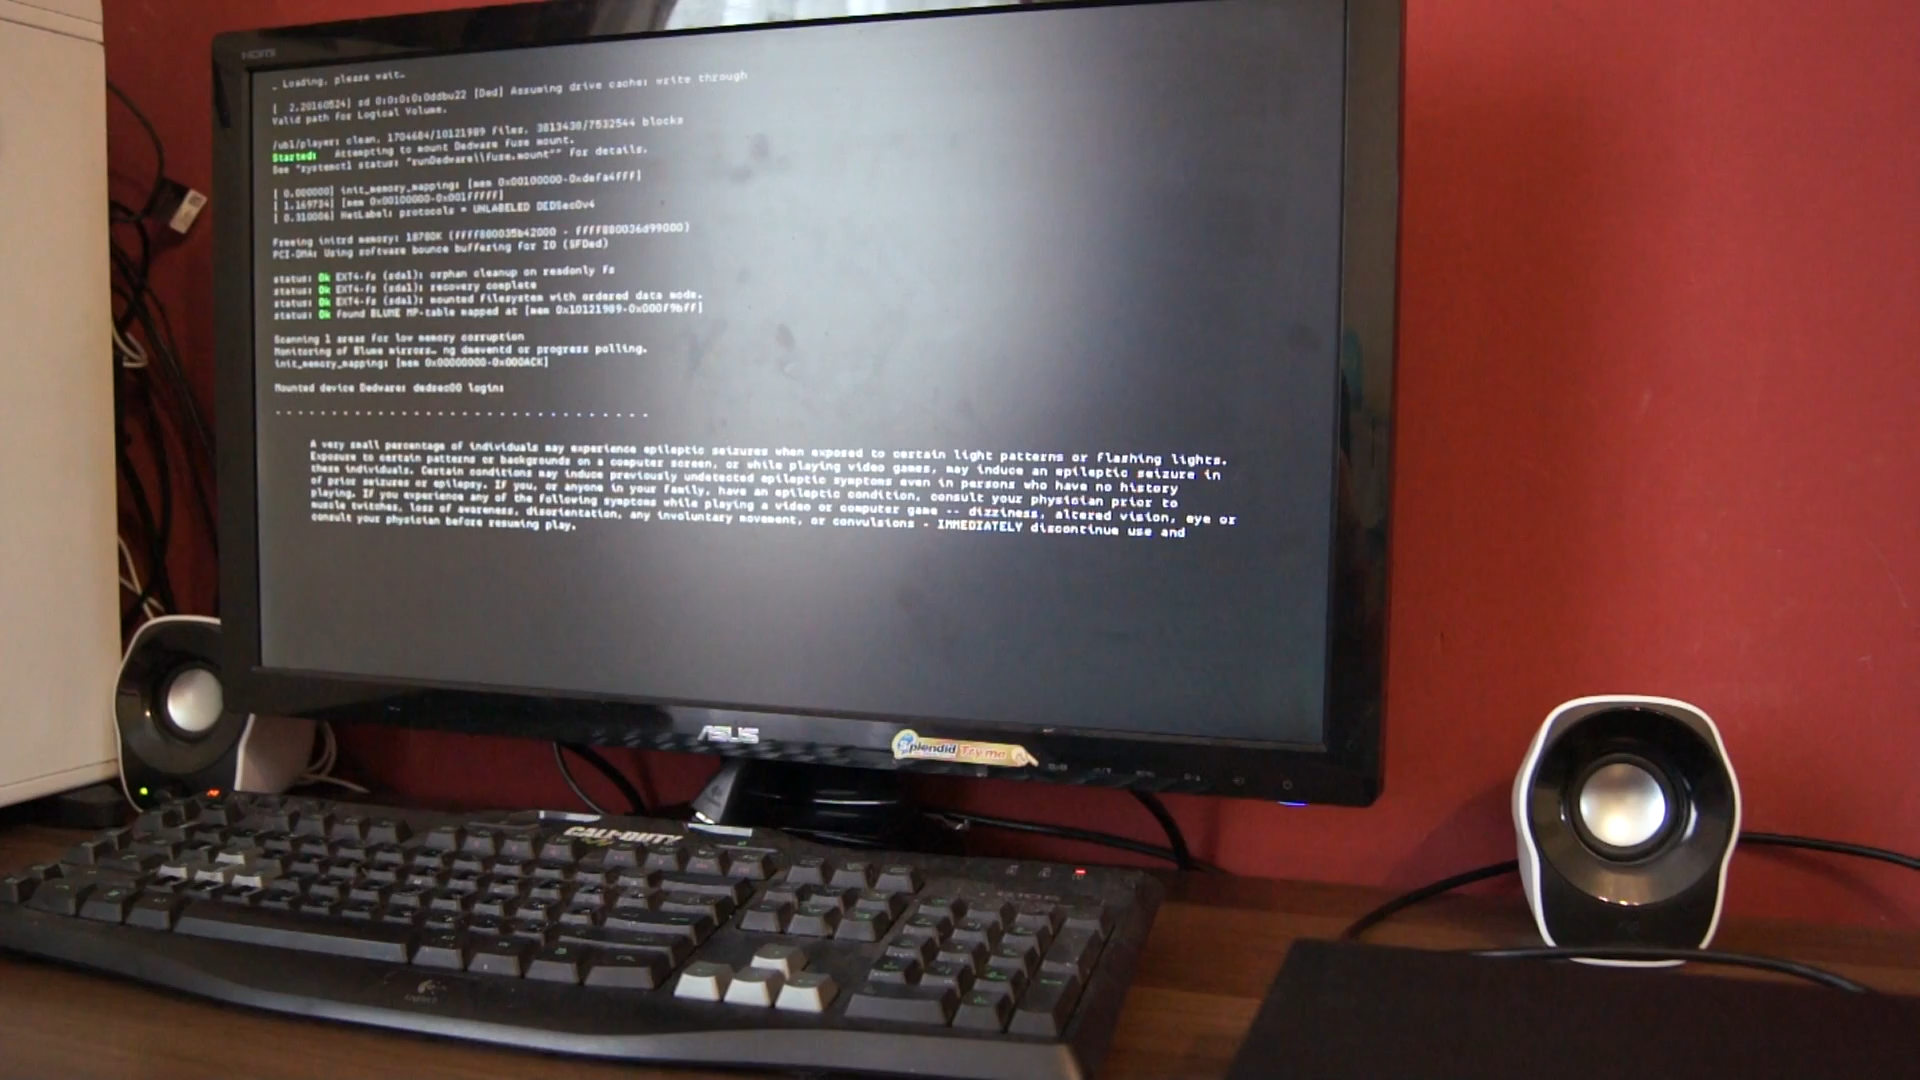 HDMI
_ Loading, please wait…
[ 2.20160524] sd 0:0:0:0:0ddbu22 [Ded] Assuming drive cache: write through
Valid path for Logical Volume.
/ubi/player: clean, 1704684/10121989 files, 3813430/7532544 blocks
Started: Attempting to mount Dedware fuse mount.
See "systemctl status: "runDedware\\fuse.mount"" for details.
[ 0.000000] init_memory_mapping: [mem 0x00100000-0xdefa4fff]
[ 1.169734] [mem 0x00100000-0x001fffff]
[ 0.310006] NetLabel: protocols = UNLABELED DEDSecOv4
Freeing initrd memory: 18780K (ffff880035b42000 - ffff880036d99000)
PCI-DMA: Using software bounce buffering for IO (SFDed)
status: Ok EXT4-fs (sda1): orphan cleanup on readonly fs
status: Ok EXT4-fs (sda1): recovery complete
status: Ok EXT4-fs (sda1): mounted filesystem with ordered data mode.
status: Ok Found BLUME MP-table mapped at [mem 0x10121989-0x000f9bff]
Scanning 1 areas for low memory corruption
Monitoring of Blume mirrors… ng dmeventd or progress polling.
init_memory_mapping: [mem 0x00000000-0x000ACK]
Mounted device Dedware: dedsec00 login:
- - - - - - - - - - - - - - - - - - - - - - - - - - - - - - - -
A very small percentage of individuals may experience epileptic seizures when exposed to certain light patterns or flashing lights.
Exposure to certain patterns or backgrounds on a computer screen, or while playing video games, may induce an epileptic seizure in
these individuals. Certain conditions may induce previously undetected epileptic symptoms even in persons who have no history
of prior seizures or epilepsy. If you, or anyone in your family, have an epileptic condition, consult your physician prior to
playing. If you experience any of the following symptoms while playing a video or computer game -- dizziness, altered vision, eye or
muscle twitches, loss of awareness, disorientation, any involuntary movement, or convulsions - IMMEDIATELY discontinue use and
consult your physician before resuming play.
ASUS
Splendid Try me
CALL OF DUTY
Logitech